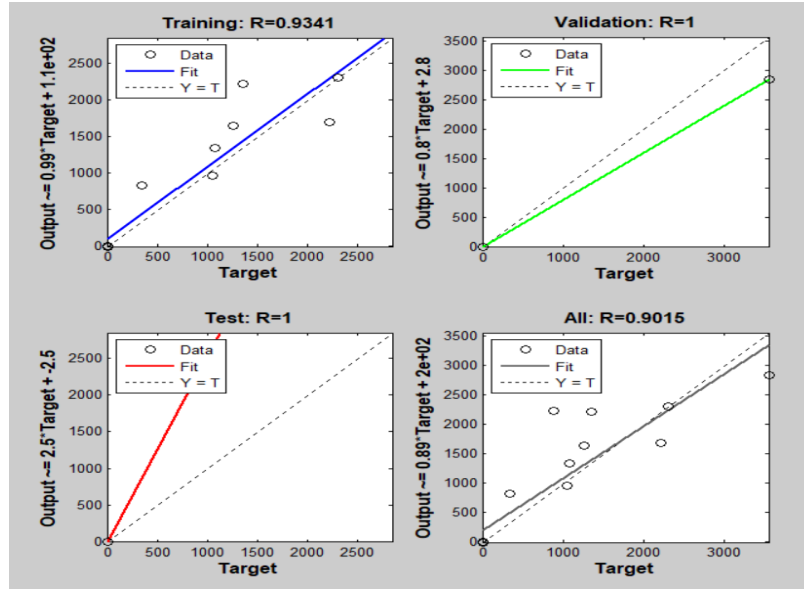 Training: R=0.9341
Output ~= 0.99*Target + 1.1e+02
2500
2000
1500
1000
500
0
Data
Fit
Y = T
0 500 1000 1500 2000 2500
Target
Validation: R=1
Output ~= 0.8*Target + 2.8
3500
3000
2500
2000
1500
1000
500
0
Data
Fit
Y = T
0 1000 2000 3000
Target
Test: R=1
Output ~= 2.5*Target + -2.5
2500
2000
1500
1000
500
0
Data
Fit
Y = T
0 500 1000 1500 2000 2500
Target
All: R=0.9015
Output ~= 0.89*Target + 2e+02
3500
3000
2500
2000
1500
1000
500
0
Data
Fit
Y = T
0 1000 2000 3000
Target